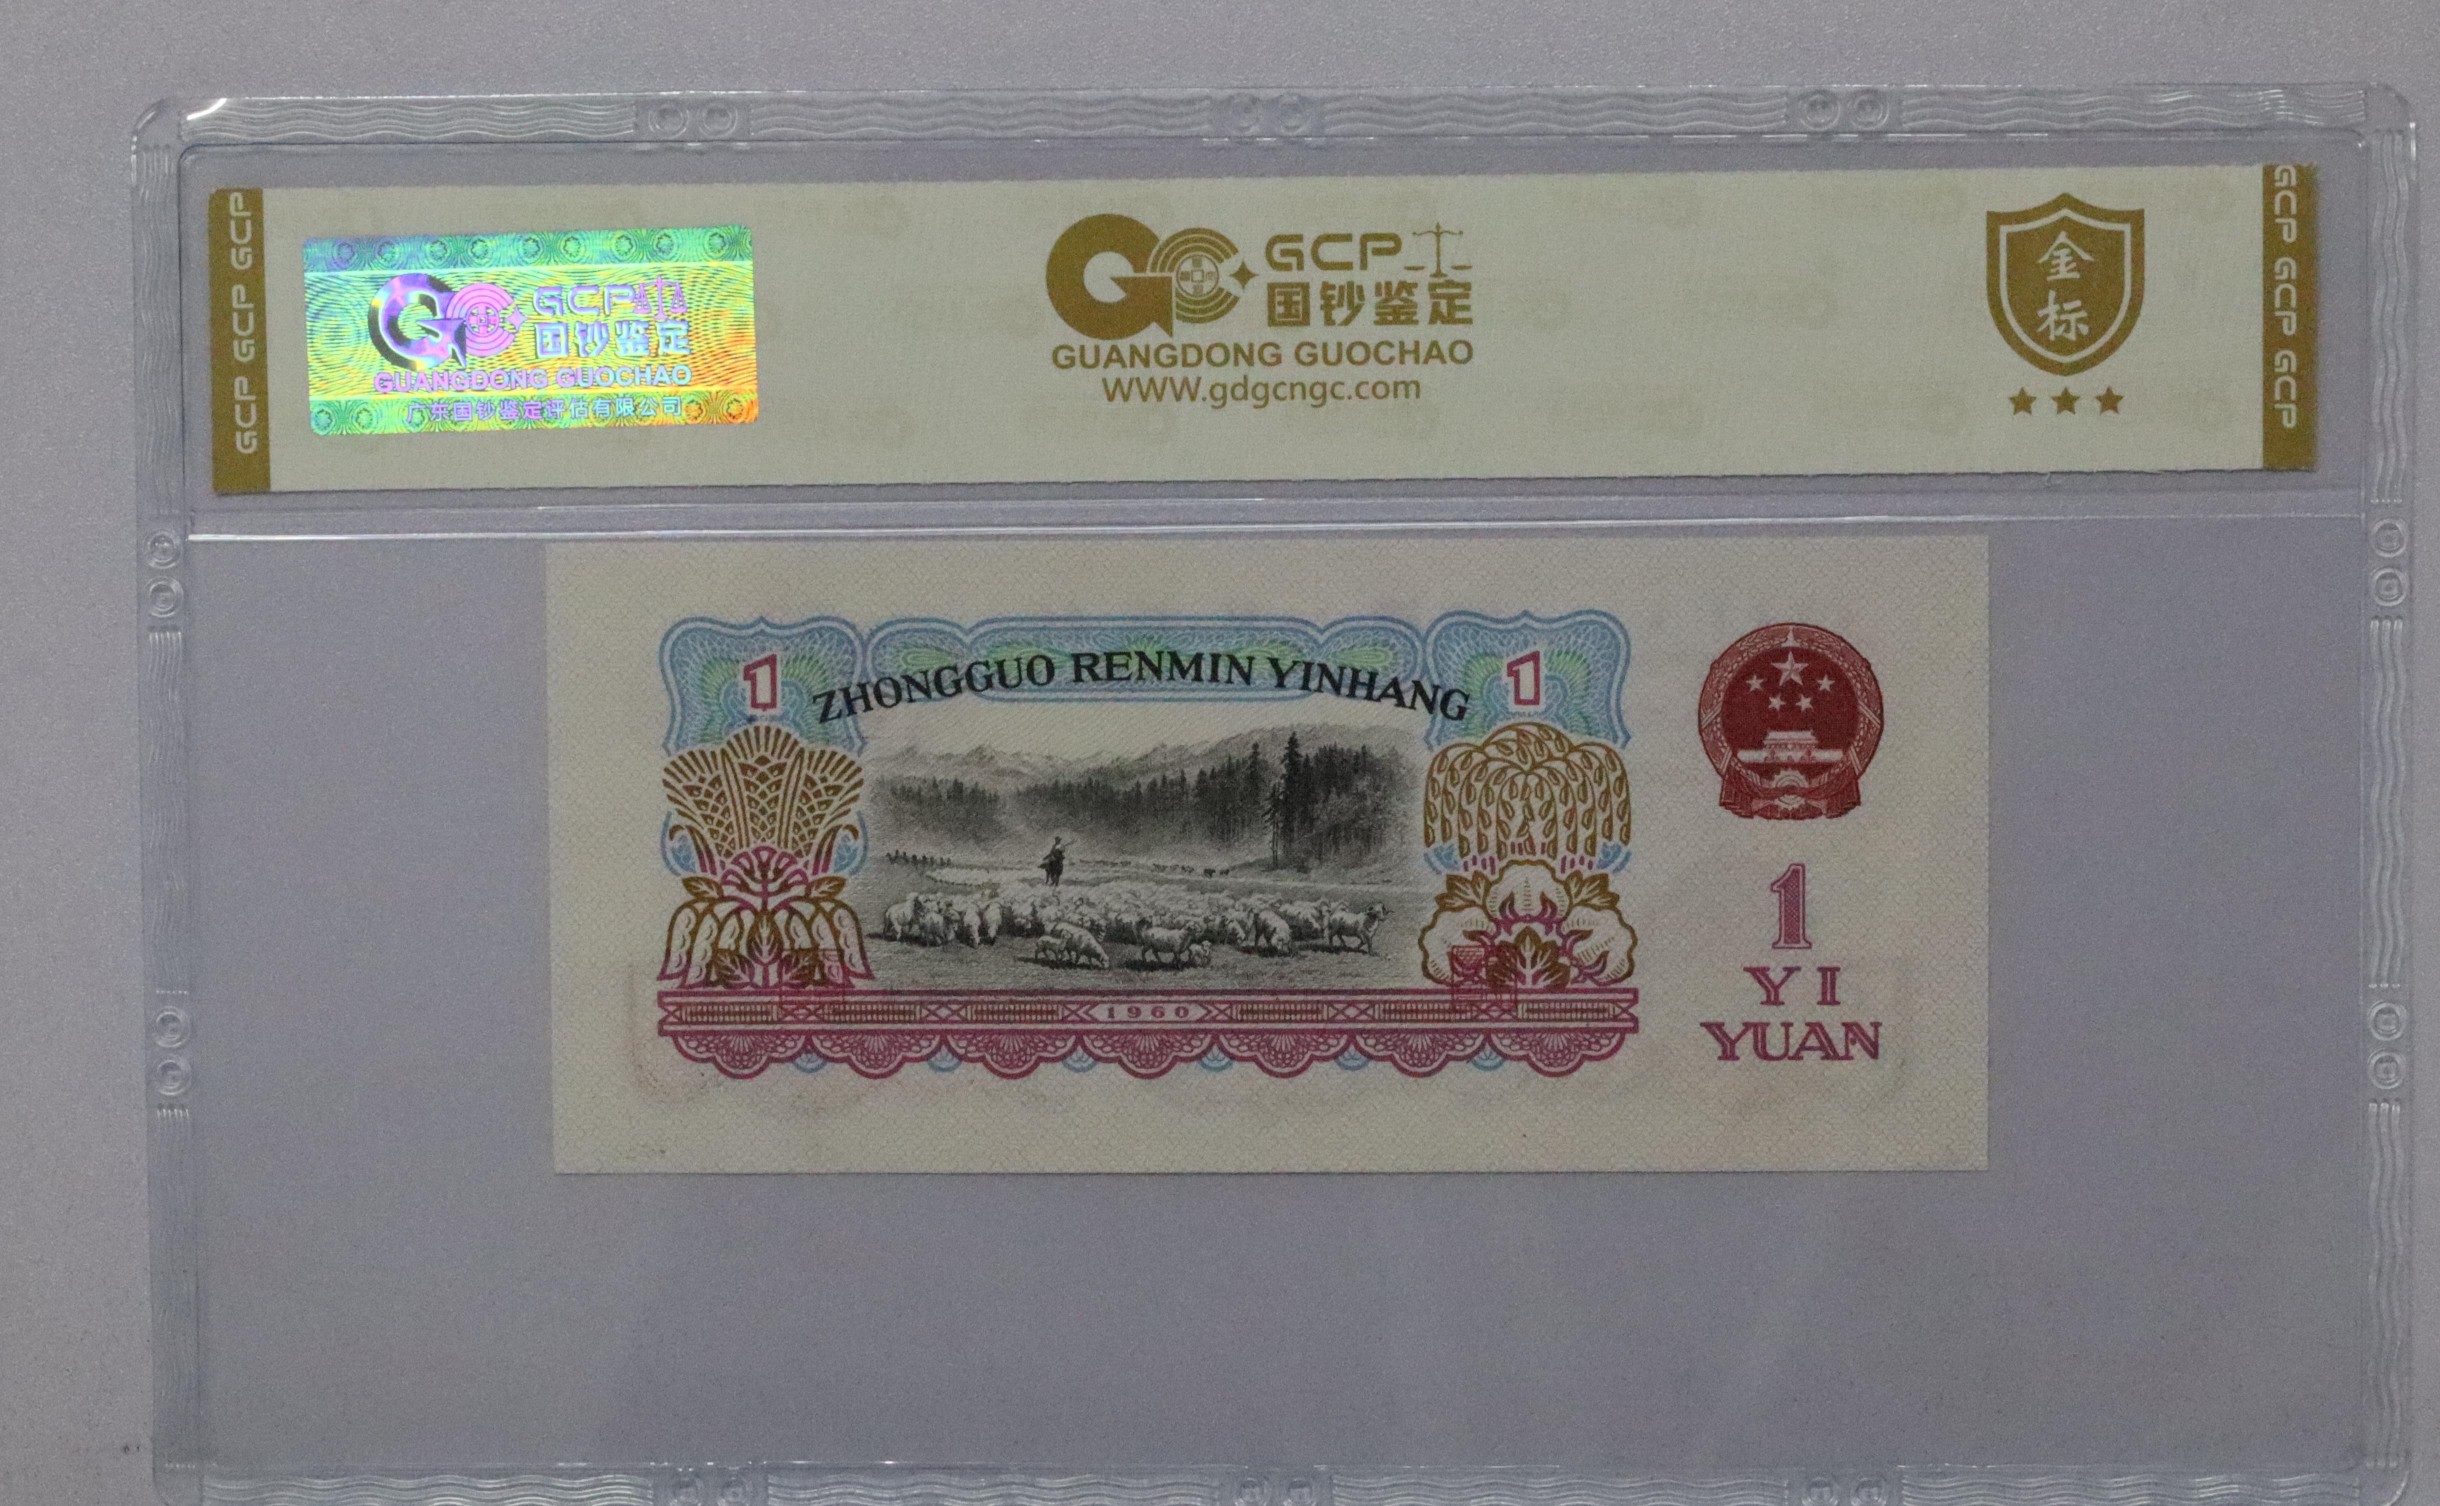 GCP GCP GCP
GCP
国钞鉴定
GUANGDONG GUOCHAO
广东国钞鉴定评估有限公司
GCP
国钞鉴定
GUANGDONG GUOCHAO
WWW.gdgcngc.com
金
标
GCP GCP GCP
1
ZHONGGUO RENMIN YINHANG
1
1960
1
YI
YUAN